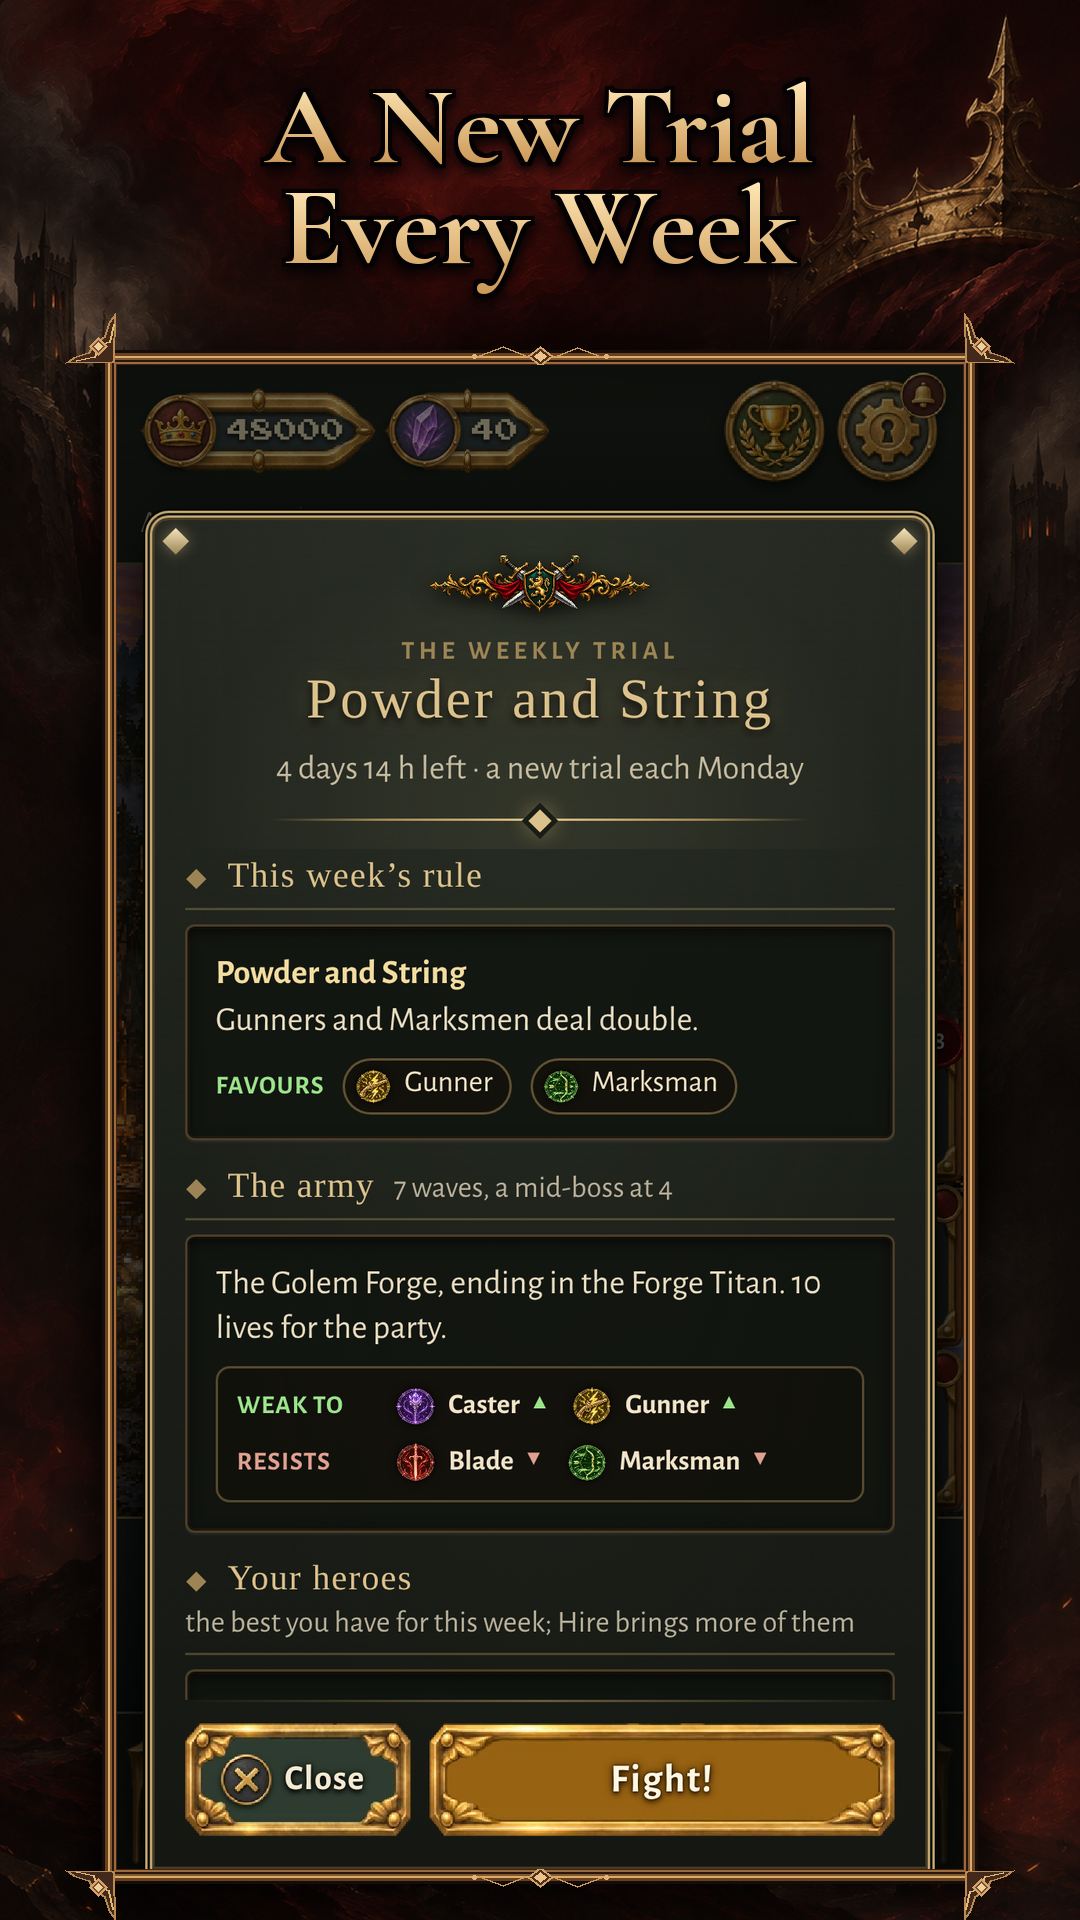 A New Trial
Every Week
48000
40
THE WEEKLY TRIAL
Powder and String
4 days 14 h left · a new trial each Monday
This week’s rule
Powder and String
Gunners and Marksmen deal double.
FAVOURS Gunner Marksman
The army 7 waves, a mid-boss at 4
The Golem Forge, ending in the Forge Titan. 10
lives for the party.
WEAK TO Caster ▲ Gunner ▲
RESISTS Blade ▼ Marksman ▼
Your heroes
the best you have for this week; Hire brings more of them
Close
Fight!